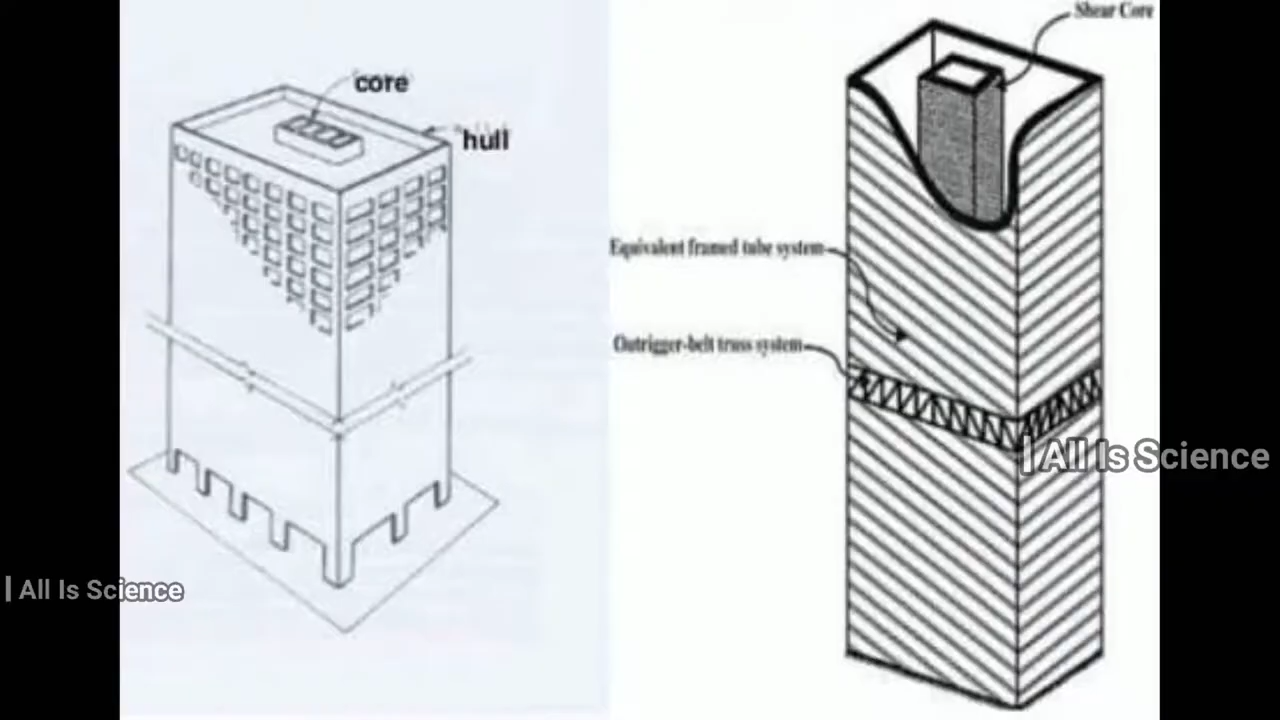 core
hull
Shear Core
Equivalent framed tube system
Outrigger-belt truss system
| All Is Science
| All Is Science